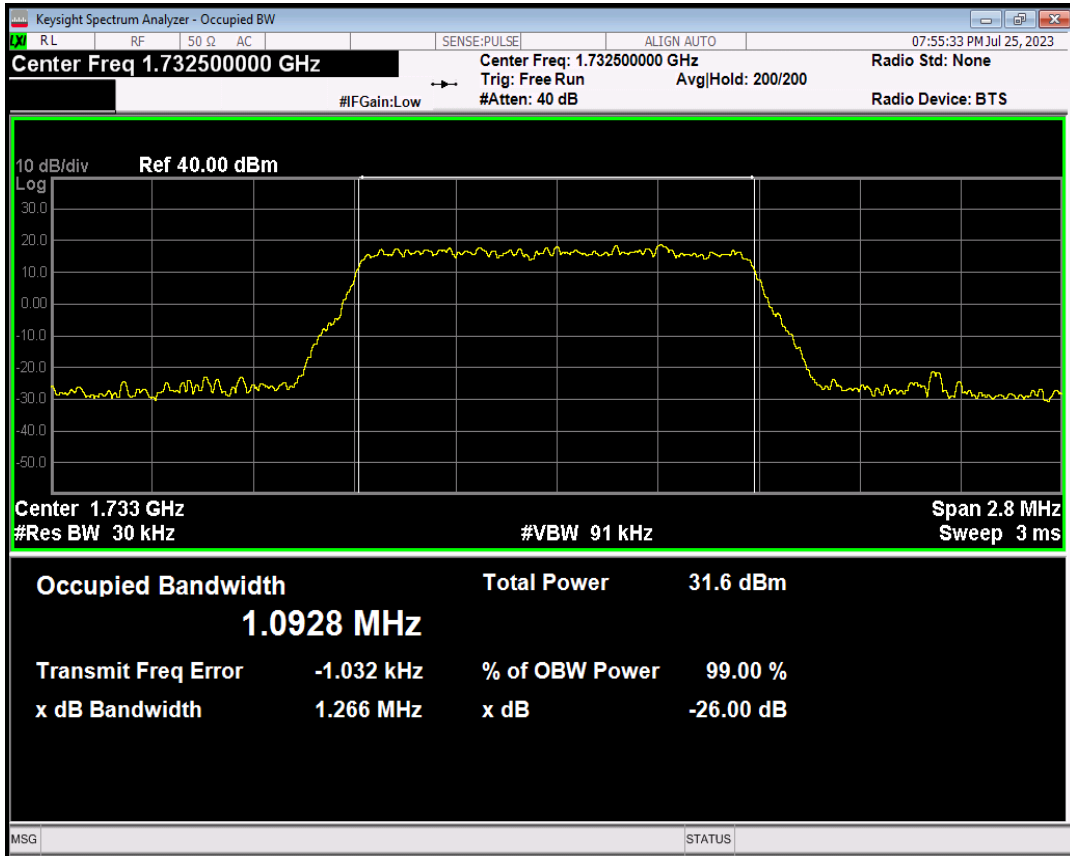 Keysight Spectrum Analyzer - Occupied BW
LXI RL RF 50 Ω AC SENSE:PULSE ALIGN AUTO 07:55:33 PM Jul 25, 2023
Center Freq 1.732500000 GHz Center Freq: 1.732500000 GHz Radio Std: None
Trig: Free Run Avg|Hold: 200/200
#IFGain:Low #Atten: 40 dB Radio Device: BTS
10 dB/div Ref 40.00 dBm
Log
30.0
20.0
10.0
0.00
-10.0
-20.0
-30.0
-40.0
-50.0
Center 1.733 GHz Span 2.8 MHz
#Res BW 30 kHz #VBW 91 kHz Sweep 3 ms
Occupied Bandwidth Total Power 31.6 dBm
1.0928 MHz
Transmit Freq Error -1.032 kHz % of OBW Power 99.00 %
x dB Bandwidth 1.266 MHz x dB -26.00 dB
MSG STATUS